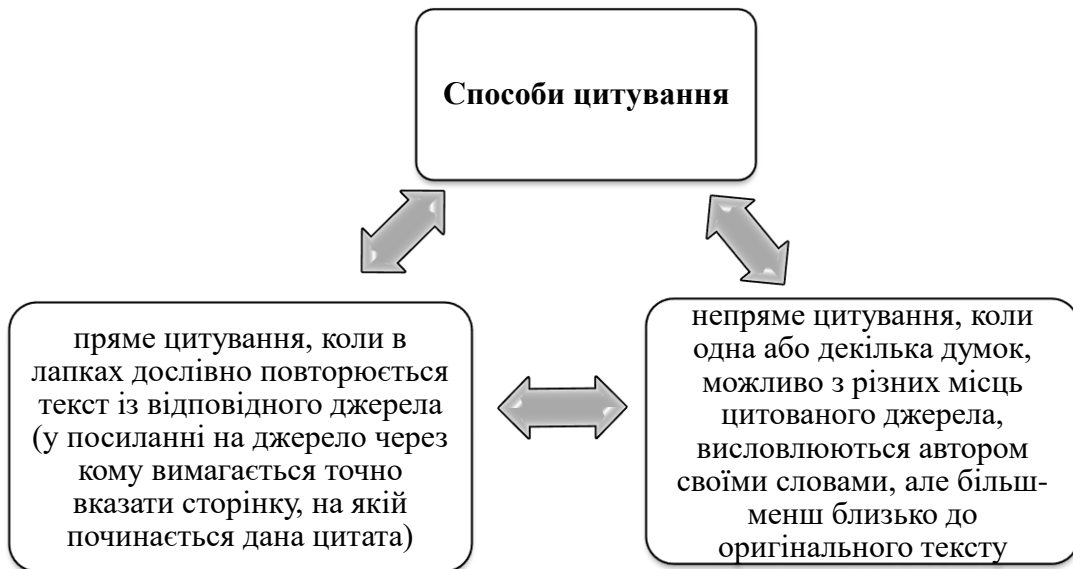 Способи цитування
пряме цитування, коли в
лапках дослівно повторюється
текст із відповідного джерела
(у посиланні на джерело через
кому вимагається точно
вказати сторінку, на якій
починається дана цитата)
непряме цитування, коли
одна або декілька думок,
можливо з різних місць
цитованого джерела,
висловлюються автором
своїми словами, але більш-
менш близько до
оригінального тексту